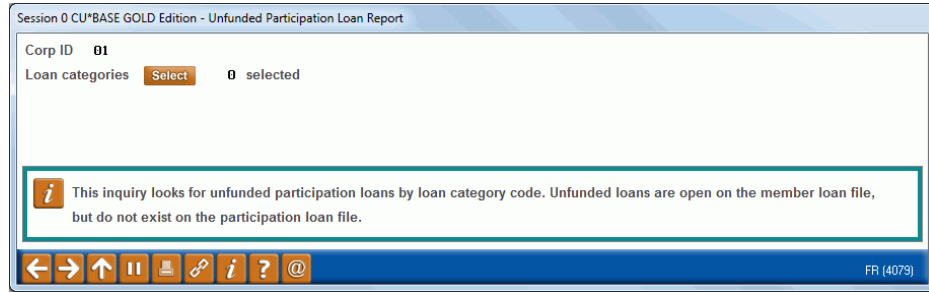 Session 0 CU*BASE GOLD Edition - Unfunded Participation Loan Report
Corp ID 01
Loan categories Select 0 selected
i This inquiry looks for unfunded participation loans by loan category code. Unfunded loans are open on the member loan file,
but do not exist on the participation loan file.
i ? @ FR (4079)